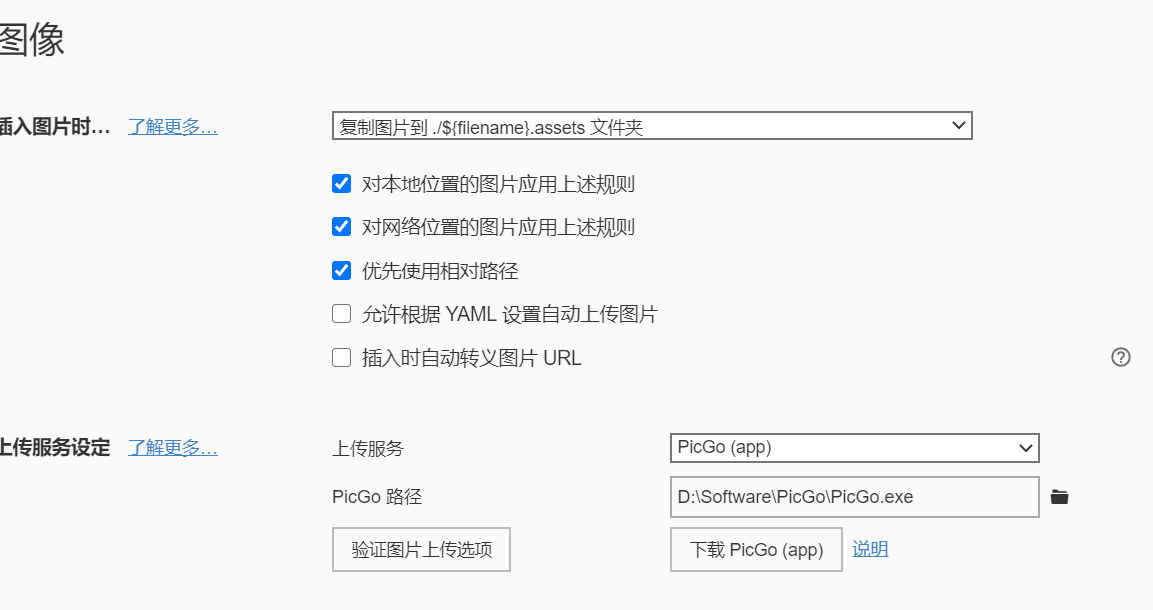 图像
插入图片时... 了解更多... 复制图片到 ./${filename}.assets 文件夹
对本地位置的图片应用上述规则
对网络位置的图片应用上述规则
优先使用相对路径
允许根据 YAML 设置自动上传图片
插入时自动转义图片 URL
上传服务设定 了解更多... 上传服务 PicGo (app)
PicGo 路径 D:\Software\PicGo\PicGo.exe
验证图片上传选项 下载 PicGo (app) 说明